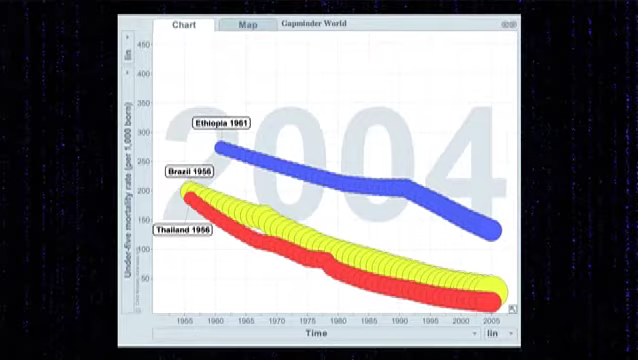 Chart
Map
Gapminder World
lin
Under-five mortality rate (per 1,000 born)
450
400
350
300
250
200
150
100
50
2004
Ethiopia 1961
Brazil 1956
Thailand 1956
1955
1960
1965
1970
1975
1980
1985
1990
1995
2000
2005
Time
lin